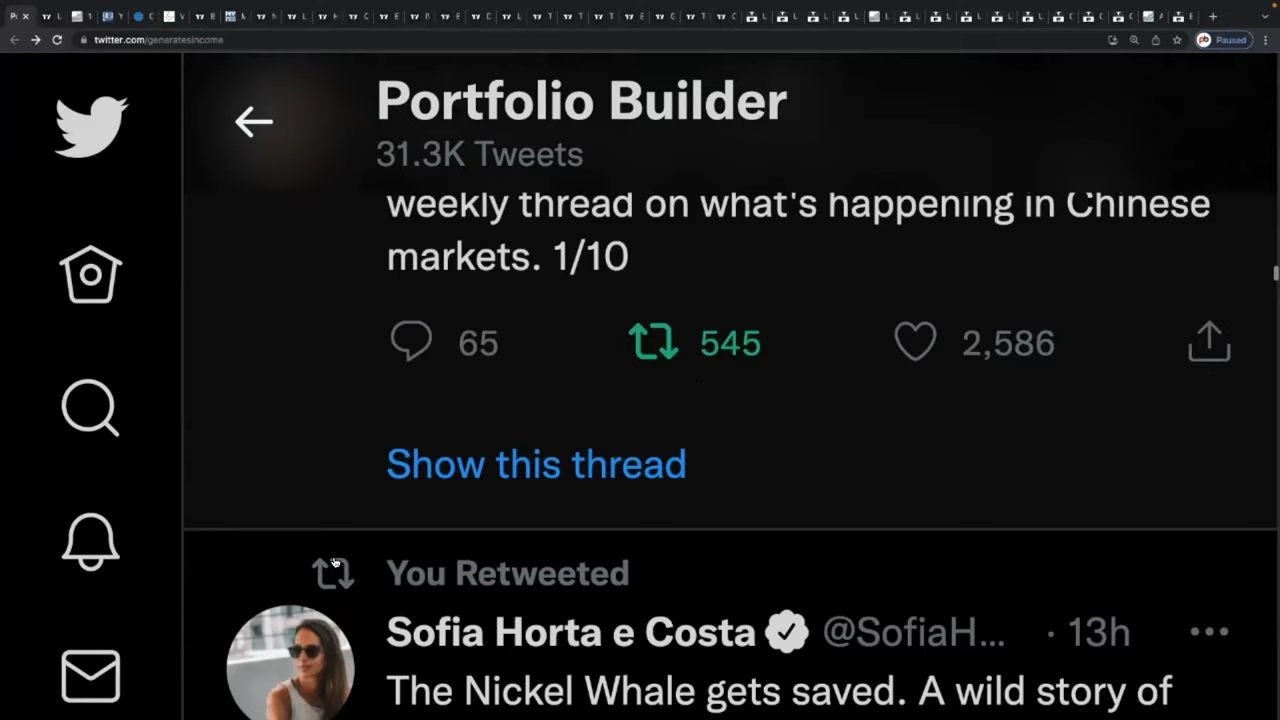 twitter.com/generatesincome
Paused
Portfolio Builder
31.3K Tweets
weekly thread on what's happening in Chinese
markets. 1/10
65 545 2,586
Show this thread
You Retweeted
Sofia Horta e Costa @SofiaH... · 13h
The Nickel Whale gets saved. A wild story of